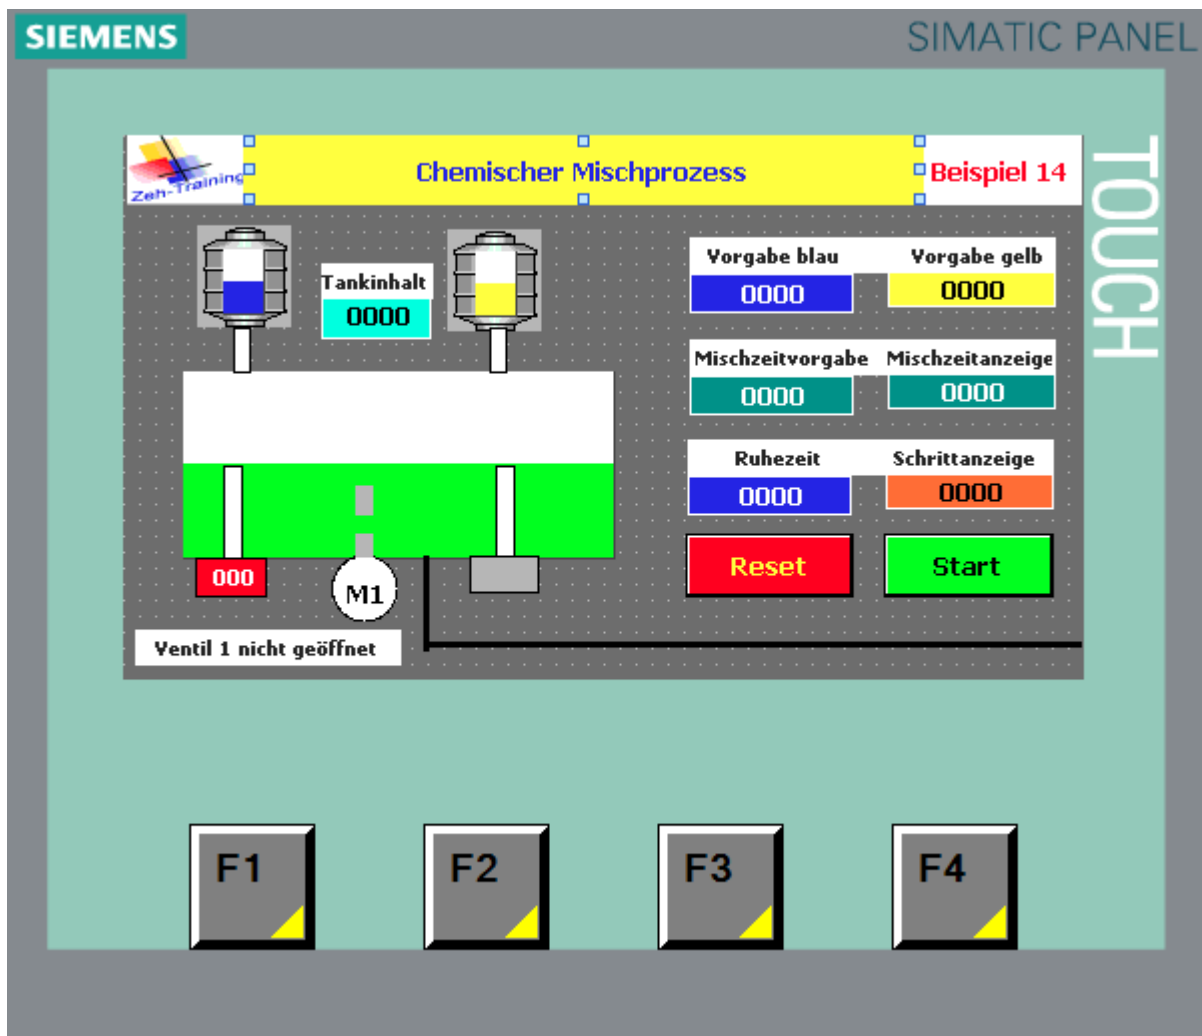 SIEMENS
SIMATIC PANEL
TOUCH
Zeh-Training
Chemischer Mischprozess
Beispiel 14
Vorgabe blau
Vorgabe gelb
Tankinhalt
0000
0000
0000
Mischzeitvorgabe
Mischzeitanzeige
0000
0000
Ruhezeit
Schrittanzeige
0000
0000
Reset
Start
000
M1
Ventil 1 nicht geöffnet
F1
F2
F3
F4